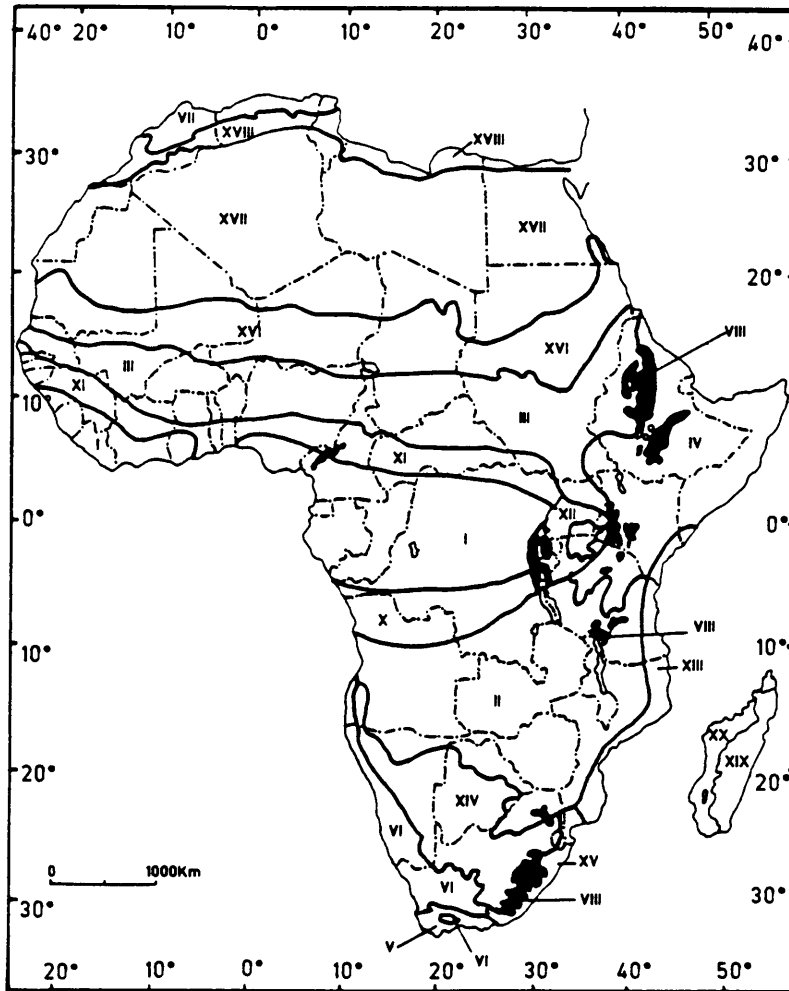 40° 20° 10° 0° 10° 20° 30° 40° 50° 40°
VII
XVIII
30° XVIII 30°
XVII XVII
20°
XVI XVI VIII
III
XI
10° III IV
XI
I
0° XII 0°
I
X VIII
10° XIII 10°
II
XX
XIX
20° XIV 20°
VI
XV
0 1000Km VI
30° VIII 30°
V VI
20° 10° 0° 10° 20° 30° 40° 50°